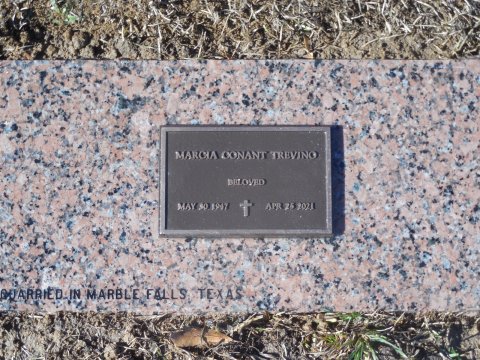 MARCIA CONANT TREVINO
BELOVED
MAY 30 1947 APR 25 2021
QUARRIED IN MARBLE FALLS, TEXAS